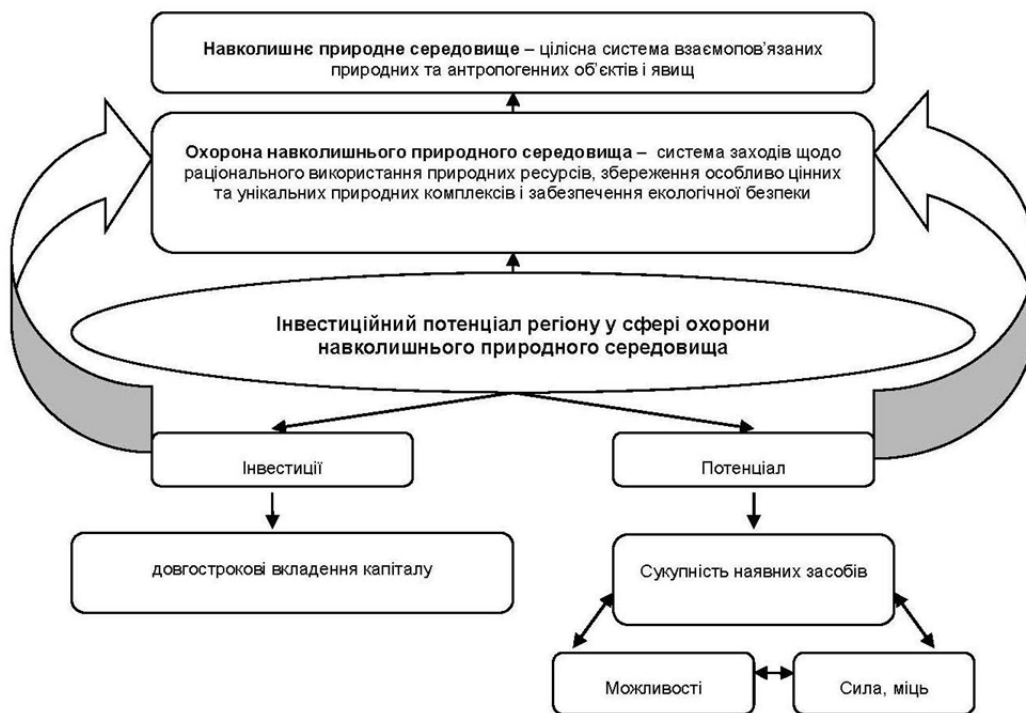 Навколишнє природне середовище – цілісна система взаємопов’язаних
природних та антропогенних об’єктів і явищ
Охорона навколишнього природного середовища – система заходів щодо
раціонального використання природних ресурсів, збереження особливо цінних
та унікальних природних комплексів і забезпечення екологічної безпеки
Інвестиційний потенціал регіону у сфері охорони
навколишнього природного середовища
Інвестиції
Потенціал
довгострокові вкладення капіталу
Сукупність наявних засобів
Можливості
Сила, міць